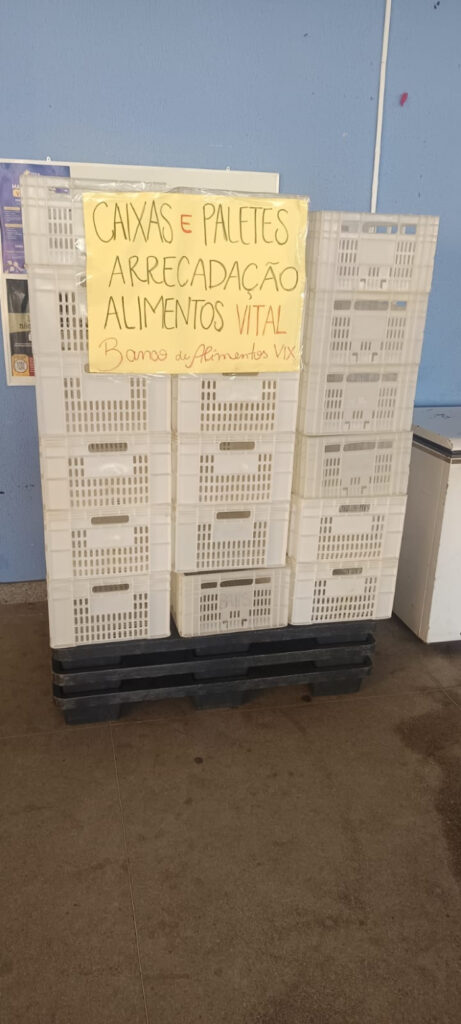 CAIXAS E PALETES
ARRECADAÇÃO
ALIMENTOS VITAL
Banco de Alimentos VIX